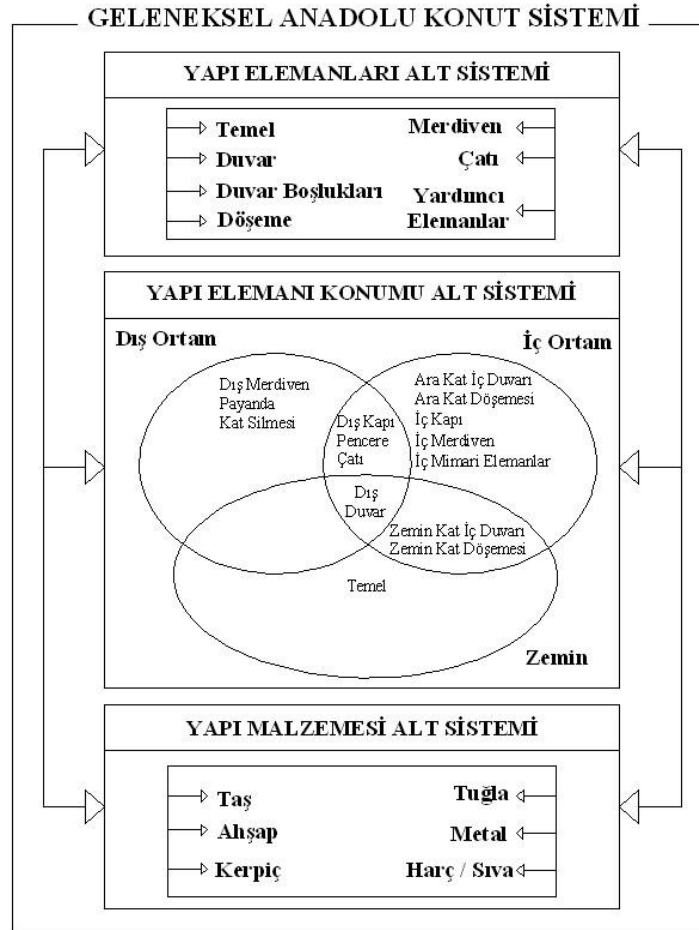 GELENEKSEL ANADOLU KONUT SİSTEMİ
YAPI ELEMANLARI ALT SİSTEMİ
Temel
Duvar
Duvar Boşlukları
Döşeme
Merdiven
Çatı
Yardımcı
Elemanlar
YAPI ELEMANI KONUMU ALT SİSTEMİ
Dış Ortam
İç Ortam
Dış Merdiven
Payanda
Kat Silmesi
Dış Kapı
Pencere
Çatı
Ara Kat İç Duvarı
Ara Kat Döşemesi
İç Kapı
İç Merdiven
İç Mimari Elemanlar
Dış
Duvar
Zemin Kat İç Duvarı
Zemin Kat Döşemesi
Temel
Zemin
YAPI MALZEMESİ ALT SİSTEMİ
Taş
Ahşap
Kerpiç
Tuğla
Metal
Harç / Sıva